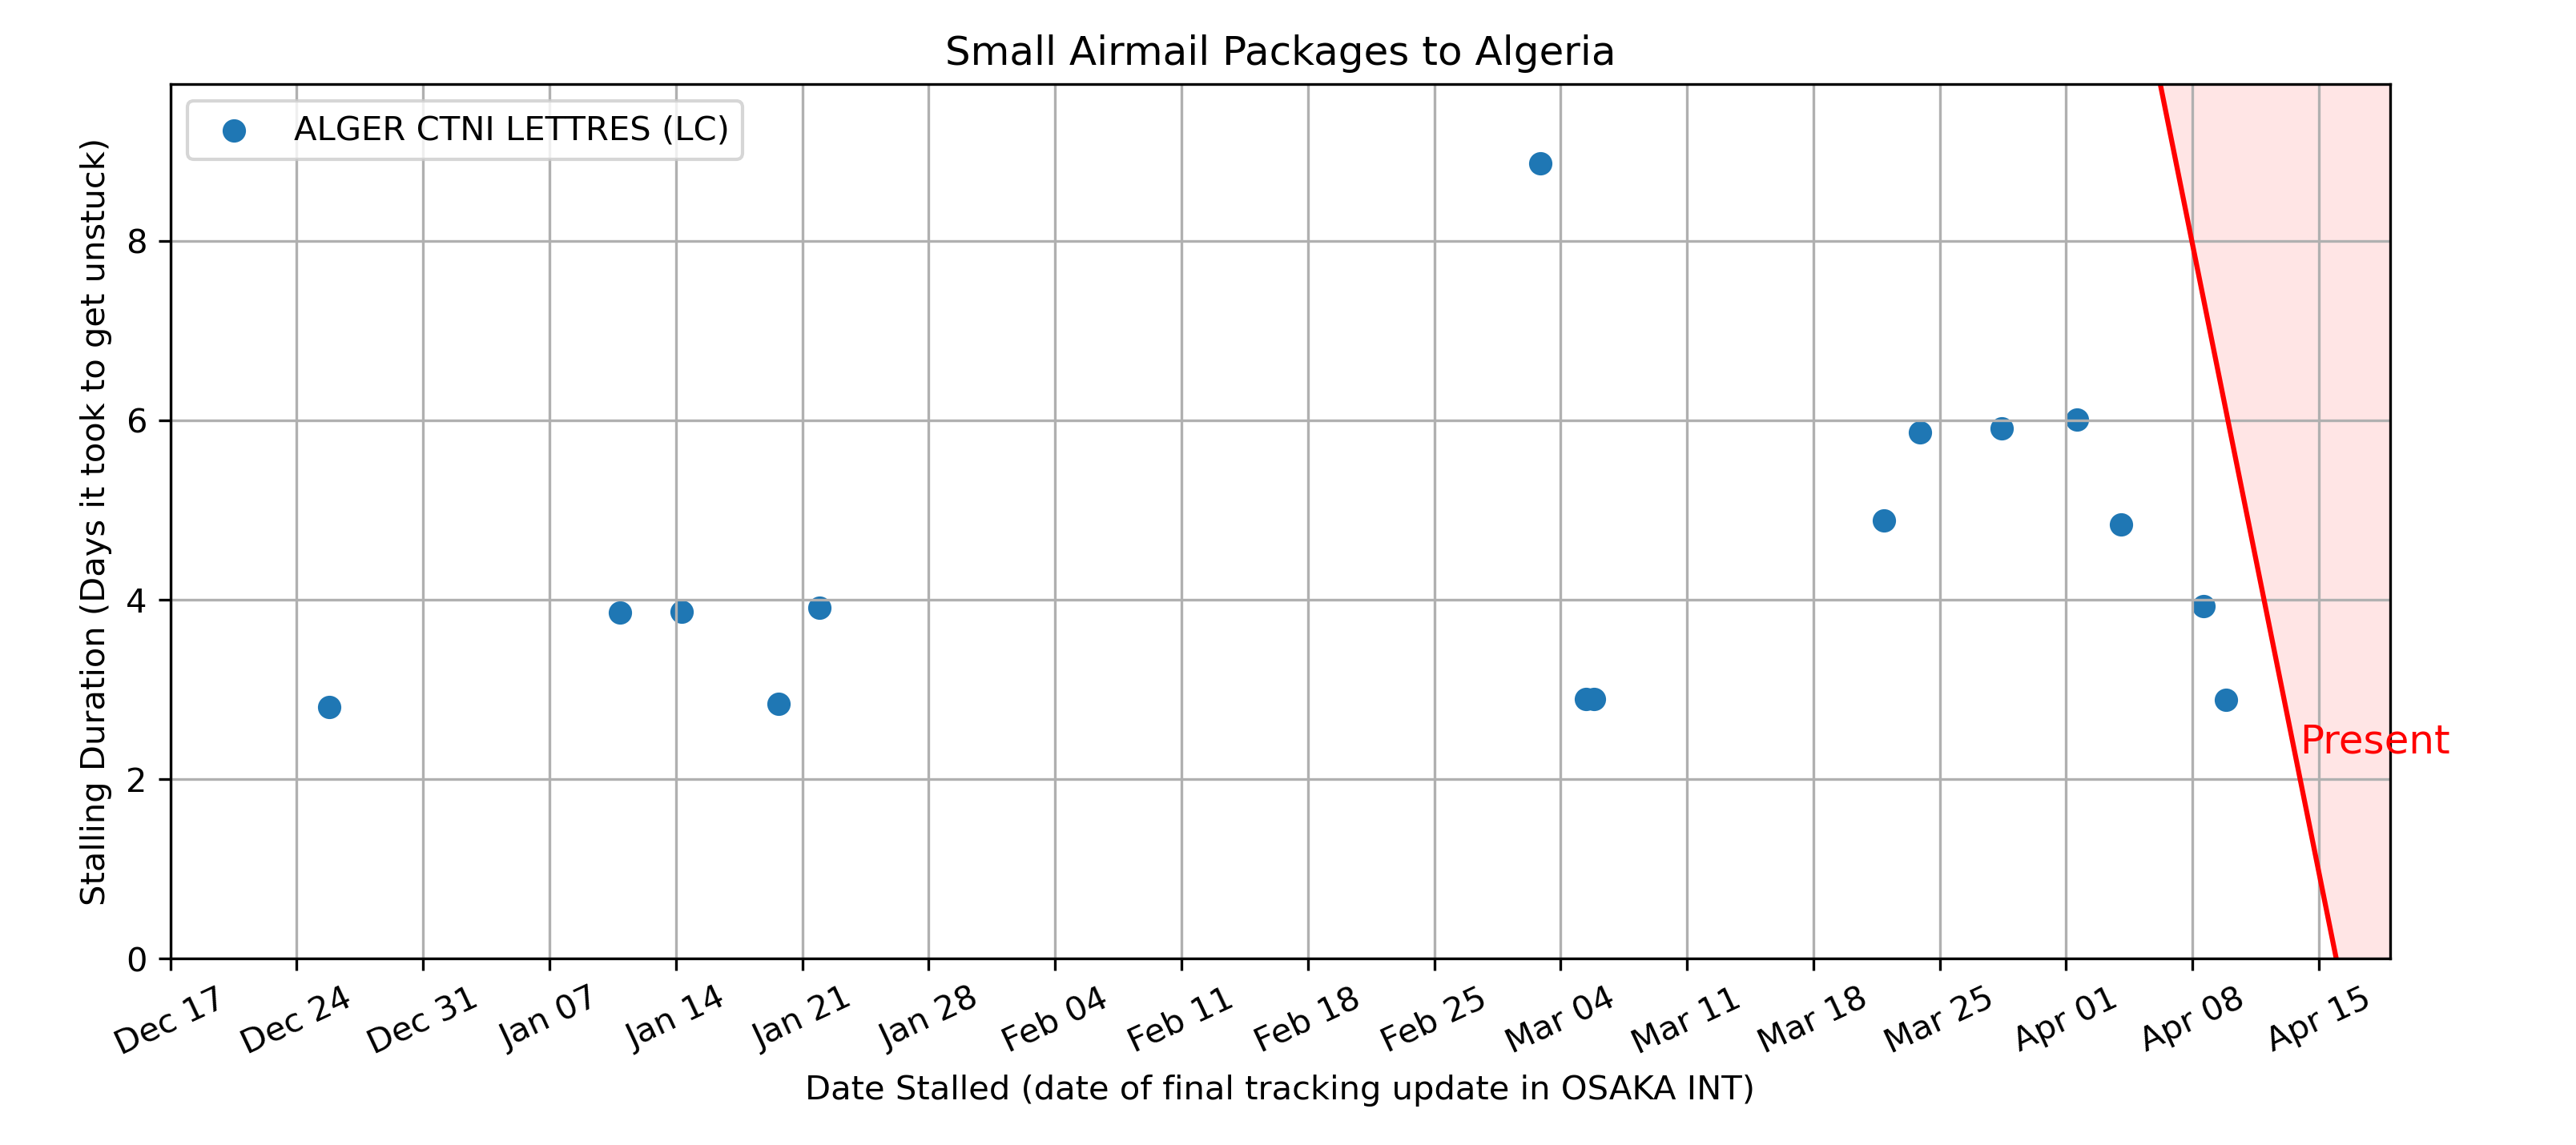 Small Airmail Packages to Algeria
ALGER CTNI LETTRES (LC)
Stalling Duration (Days it took to get unstuck)
8
6
4
2
0
Present
Dec 17
Dec 24
Dec 31
Jan 07
Jan 14
Jan 21
Jan 28
Feb 04
Feb 11
Feb 18
Feb 25
Mar 04
Mar 11
Mar 18
Mar 25
Apr 01
Apr 08
Apr 15
Date Stalled (date of final tracking update in OSAKA INT)